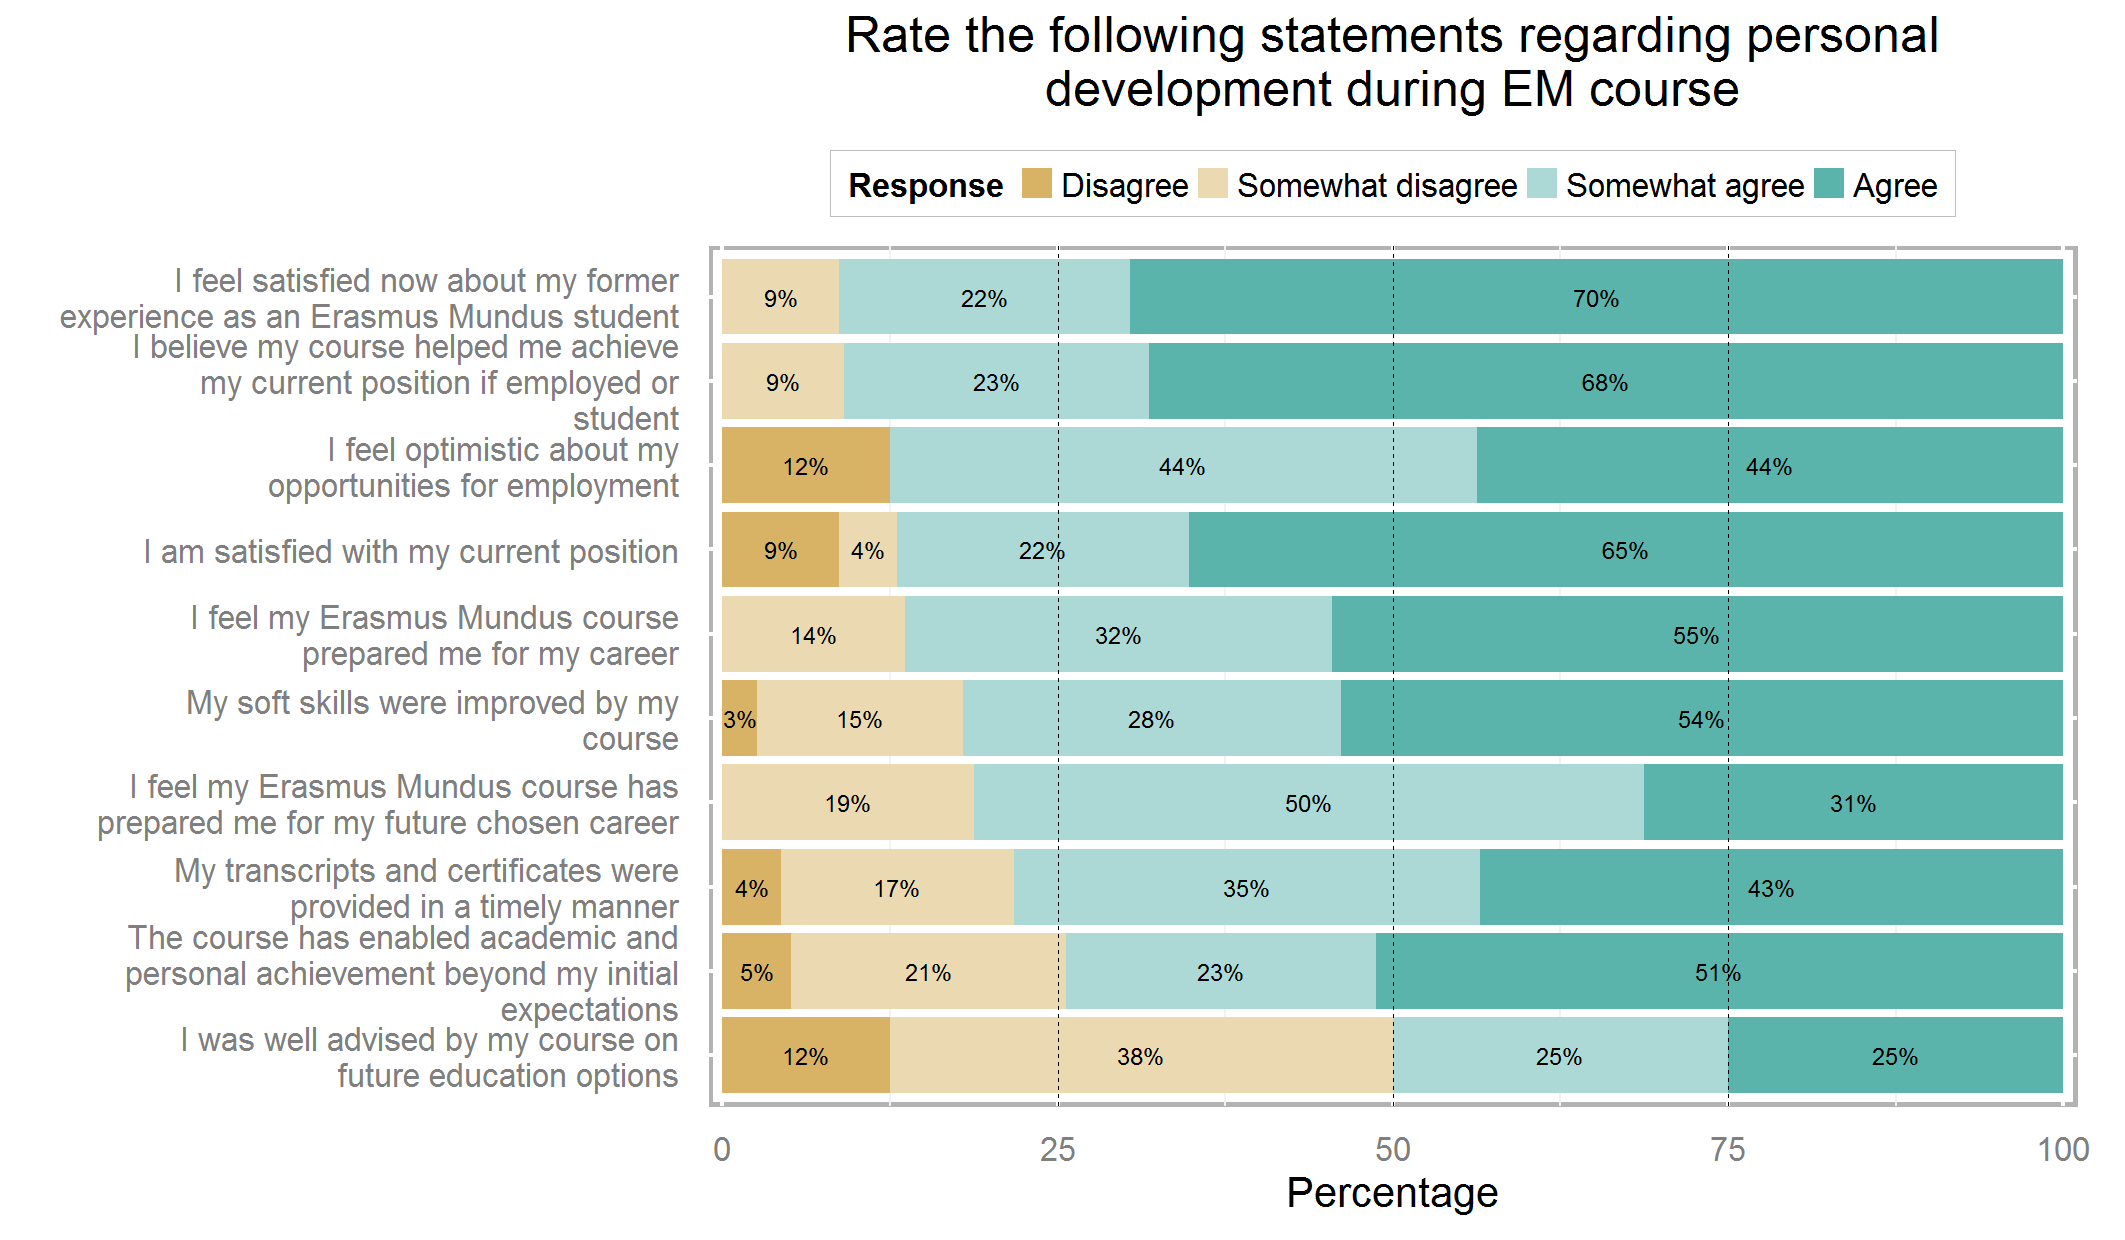 Rate the following statements regarding personal
development during EM course
Response Disagree Somewhat disagree Somewhat agree Agree
I feel satisfied now about my former
experience as an Erasmus Mundus student
9% 22% 70%
I believe my course helped me achieve
my current position if employed or
student
9% 23% 68%
I feel optimistic about my
opportunities for employment
12% 44% 44%
I am satisfied with my current position
9% 4% 22% 65%
I feel my Erasmus Mundus course
prepared me for my career
14% 32% 55%
My soft skills were improved by my
course
3% 15% 28% 54%
I feel my Erasmus Mundus course has
prepared me for my future chosen career
19% 50% 31%
My transcripts and certificates were
provided in a timely manner
4% 17% 35% 43%
The course has enabled academic and
personal achievement beyond my initial
expectations
5% 21% 23% 51%
I was well advised by my course on
future education options
12% 38% 25% 25%
0 25 50 75 100
Percentage